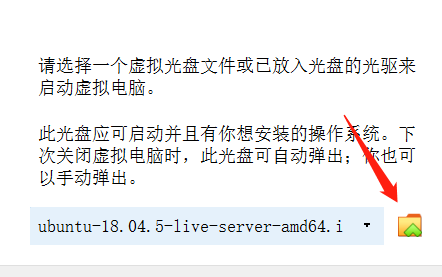 请选择一个虚拟光盘文件或已放入光盘的光驱来
启动虚拟电脑。
此光盘应可启动并且有你想安装的操作系统。下
次关闭虚拟电脑时，此光盘可自动弹出；你也可
以手动弹出。
ubuntu-18.04.5-live-server-amd64.i